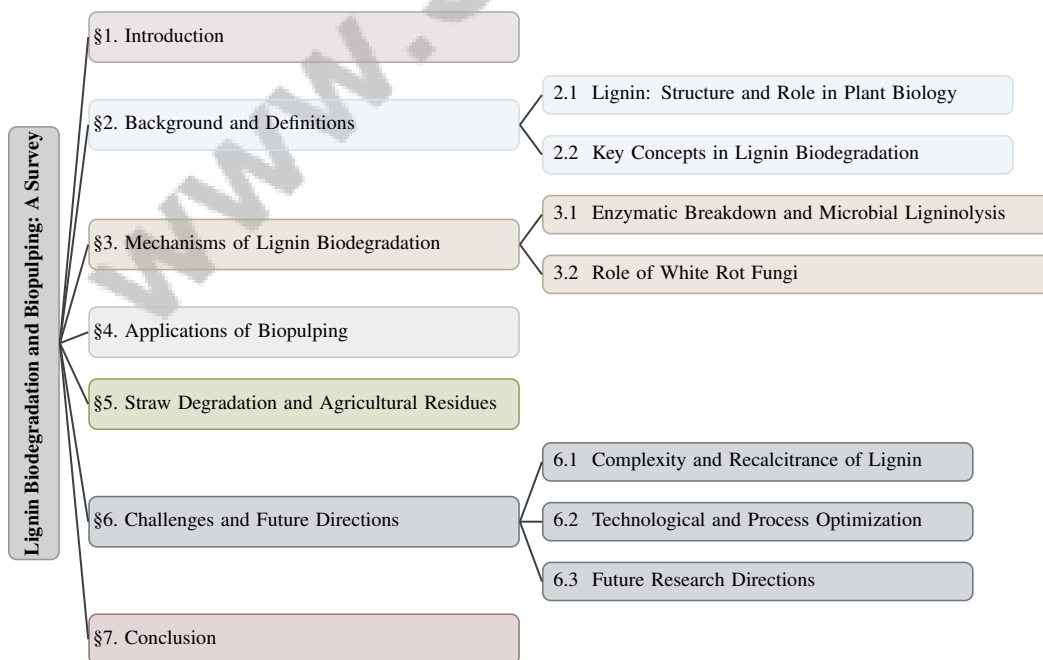 Lignin Biodegradation and Biopulping: A Survey
§1. Introduction
§2. Background and Definitions
2.1 Lignin: Structure and Role in Plant Biology
2.2 Key Concepts in Lignin Biodegradation
§3. Mechanisms of Lignin Biodegradation
3.1 Enzymatic Breakdown and Microbial Ligninolysis
3.2 Role of White Rot Fungi
§4. Applications of Biopulping
§5. Straw Degradation and Agricultural Residues
§6. Challenges and Future Directions
6.1 Complexity and Recalcitrance of Lignin
6.2 Technological and Process Optimization
6.3 Future Research Directions
§7. Conclusion
www.